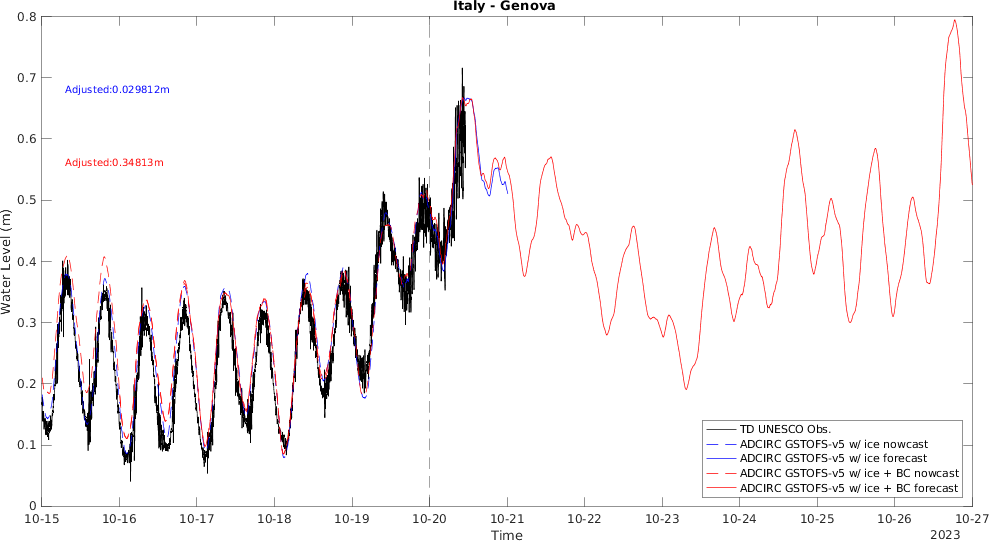 Italy - Genova
0.8
0.7
Adjusted:0.029812m
0.6
Adjusted:0.34813m
0.5
0.4
Water Level (m)
0.3
0.2
0.1
0
TD UNESCO Obs.
ADCIRC GSTOFS-v5 w/ ice nowcast
ADCIRC GSTOFS-v5 w/ ice forecast
ADCIRC GSTOFS-v5 w/ ice + BC nowcast
ADCIRC GSTOFS-v5 w/ ice + BC forecast
10-15 10-16 10-17 10-18 10-19 10-20 10-21 10-22 10-23 10-24 10-25 10-26 10-27
Time
2023